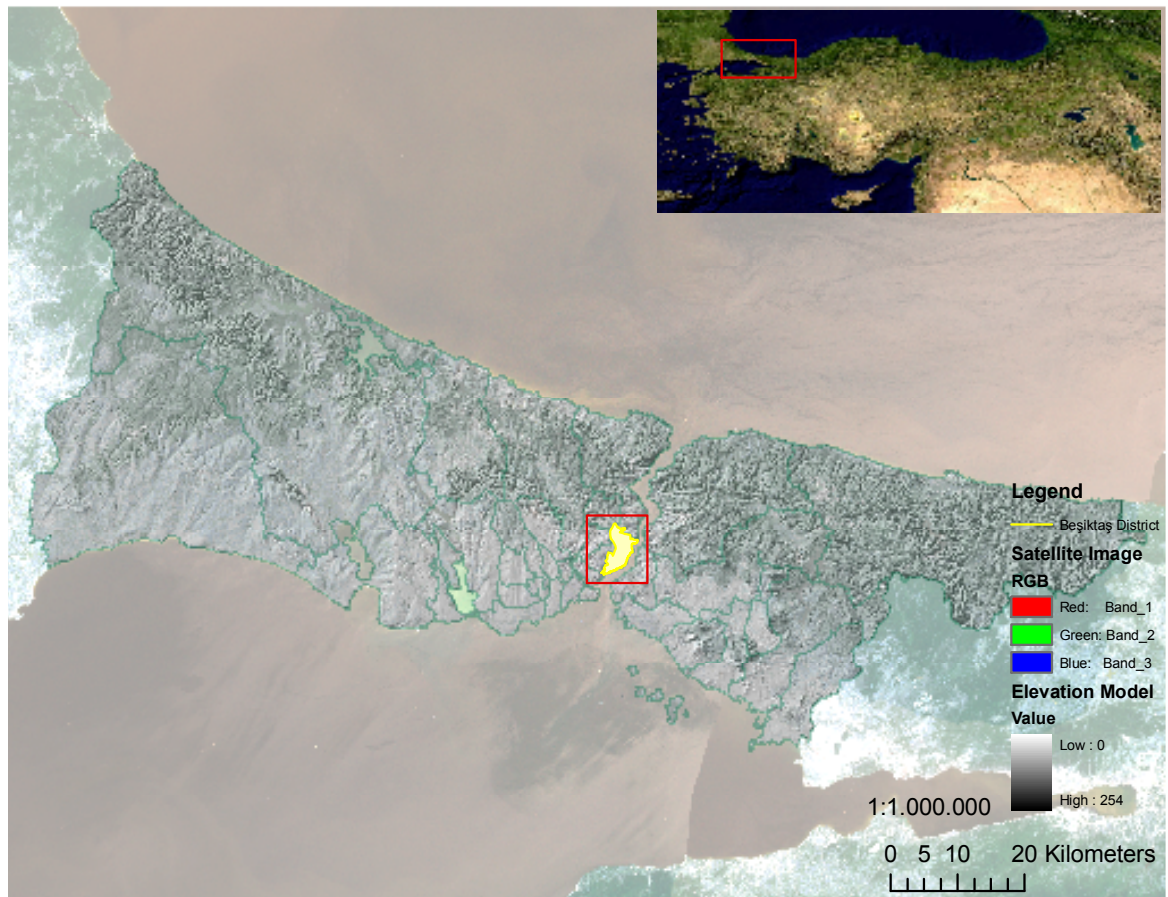 Legend
Beşiktaş District
Satellite Image
RGB
Red: Band_1
Green: Band_2
Blue: Band_3
Elevation Model
Value
Low : 0
High : 254
1:1.000.000
0 5 10 20 Kilometers